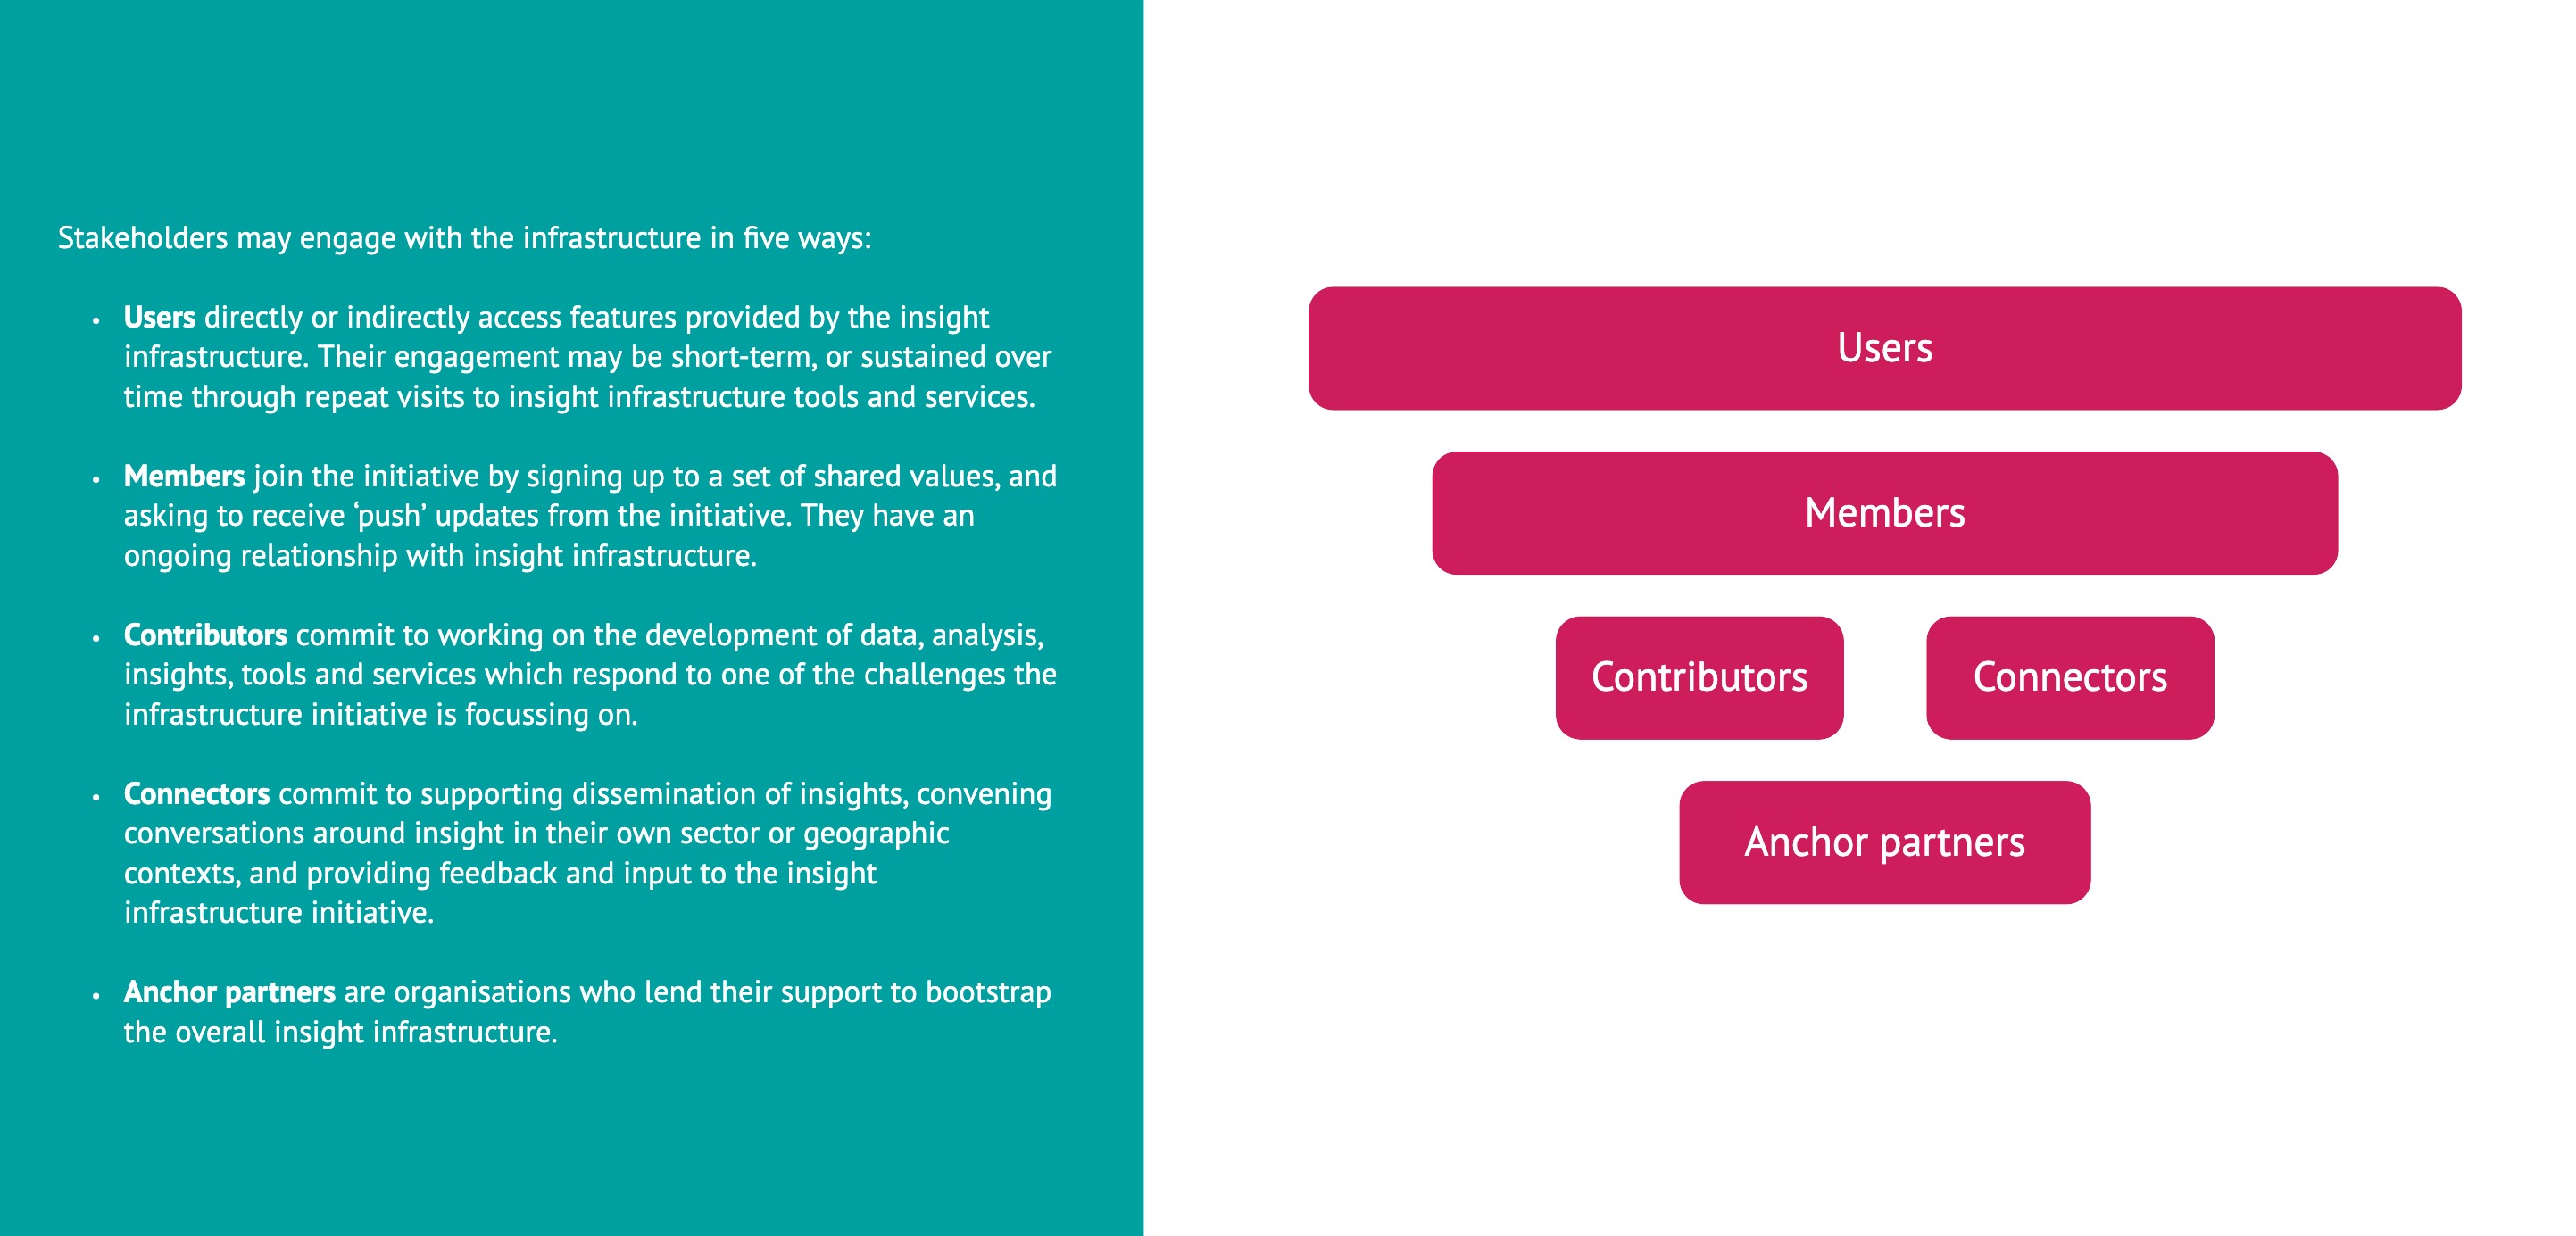 Stakeholders may engage with the infrastructure in five ways:
• Users directly or indirectly access features provided by the insight
infrastructure. Their engagement may be short-term, or sustained over
time through repeat visits to insight infrastructure tools and services.
• Members join the initiative by signing up to a set of shared values, and
asking to receive ‘push’ updates from the initiative. They have an
ongoing relationship with insight infrastructure.
• Contributors commit to working on the development of data, analysis,
insights, tools and services which respond to one of the challenges the
infrastructure initiative is focussing on.
• Connectors commit to supporting dissemination of insights, convening
conversations around insight in their own sector or geographic
contexts, and providing feedback and input to the insight
infrastructure initiative.
• Anchor partners are organisations who lend their support to bootstrap
the overall insight infrastructure.
Users
Members
Contributors
Connectors
Anchor partners